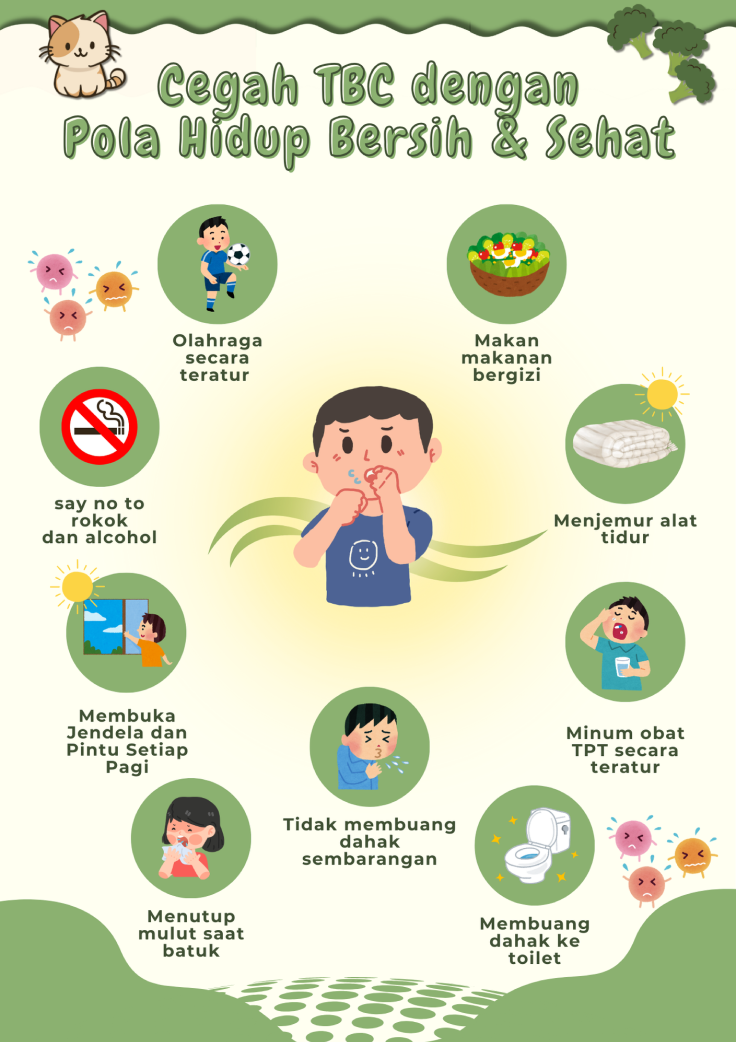 Cegah TBC dengan
Pola Hidup Bersih & Sehat
Olahraga
secara
teratur
Makan
makanan
bergizi
say no to
rokok
dan alcohol
Menjemur alat
tidur
Membuka
Jendela dan
Pintu Setiap
Pagi
Minum obat
TPT secara
teratur
Tidak membuang
dahak
sembarangan
Menutup
mulut saat
batuk
Membuang
dahak ke
toilet